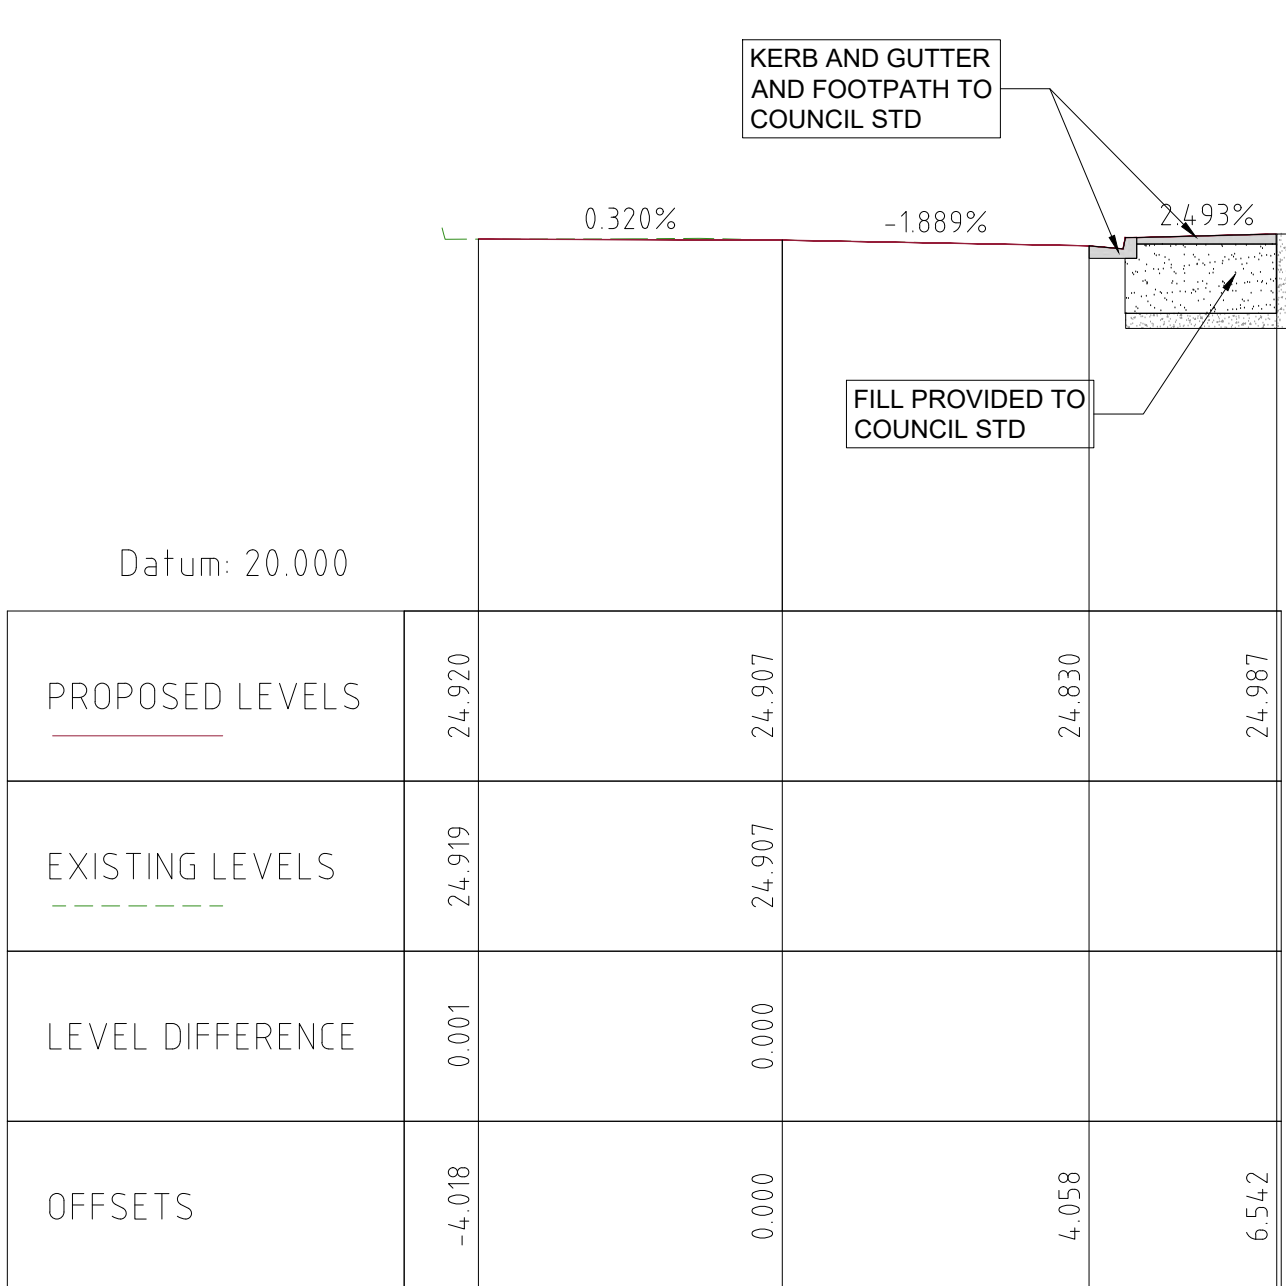 KERB AND GUTTER
AND FOOTPATH TO
COUNCIL STD
0.320%
-1.889%
2.493%
FILL PROVIDED TO
COUNCIL STD
Datum: 20.000
PROPOSED LEVELS
24.920
24.907
24.830
24.987
EXISTING LEVELS
24.919
24.907
LEVEL DIFFERENCE
0.001
0.000
OFFSETS
-4.018
0.000
4.058
6.542